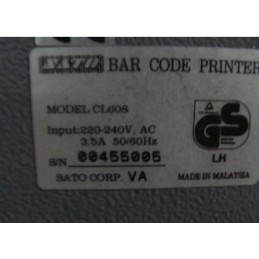 BAR CODE PRINTER
MODEL CL608
Input:220-240V, AC
3.5A 50/60Hz
S/N 00455005
SATO CORP. VA
GS
LH
MADE IN MALAYSIA